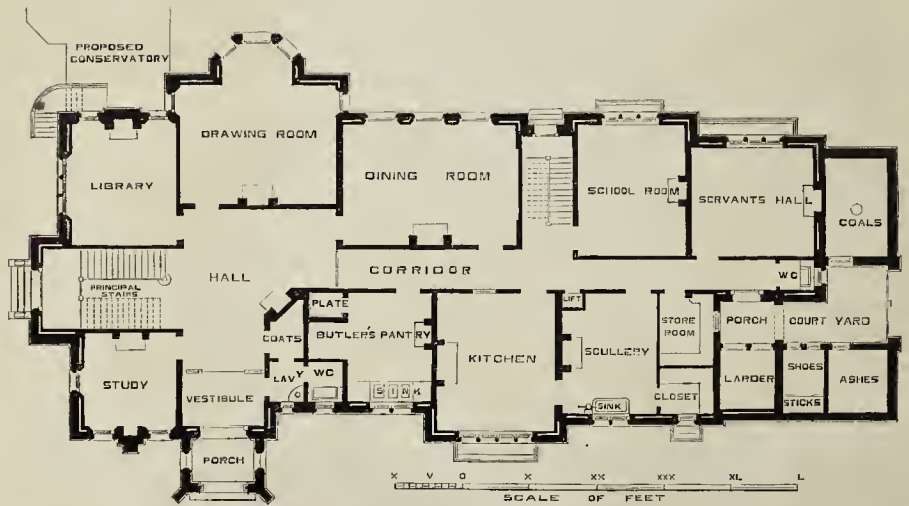 PROPOSED
CONSERVATORY
DRAWING ROOM
LIBRARY
DINING ROOM
SCHOOL ROOM
SERVANTS HALL
COALS
HALL
CORRIDOR
PRINCIPAL
STAIRS
WC
PLATE
LIFT
COATS
BUTLER'S PANTRY
STORE
ROOM
PORCH
COURT YARD
KITCHEN
SCULLERY
STUDY
LAVY
WC
SINK
VESTIBULE
CLOSET
LARDER
SHOES
STICKS
ASHES
SINK
PORCH
X V O X XX XXX XL L
SCALE OF FEET